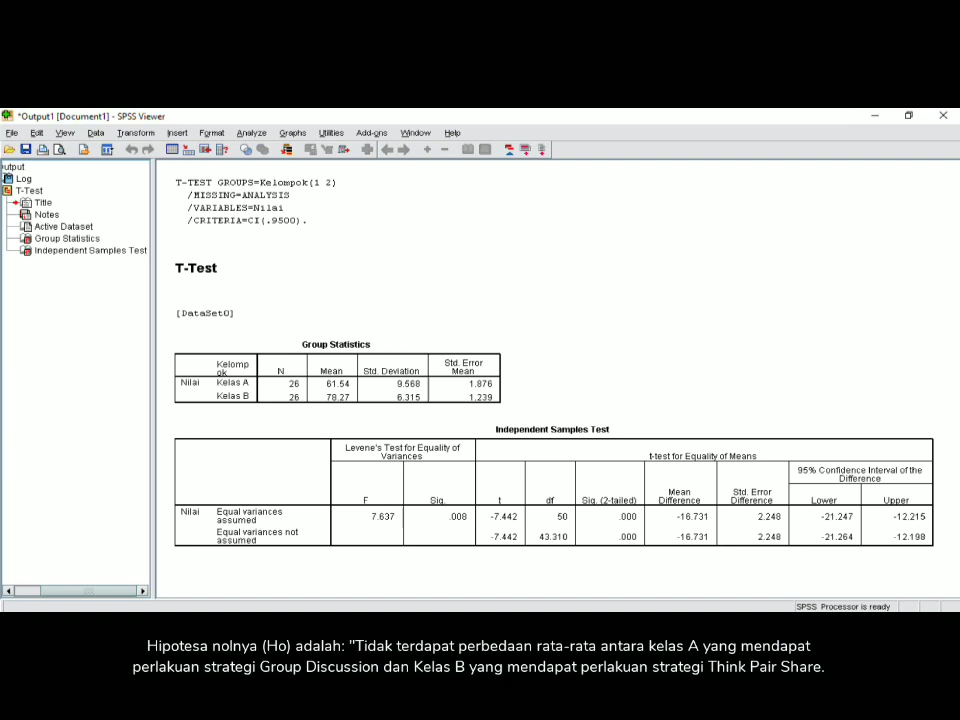 *Output1 [Document1] - SPSS Viewer
File Edit View Data Transform Insert Format Analyze Graphs Utilities Add-ons Window Help
utput
Log
T-Test
Title
Notes
Active Dataset
Group Statistics
Independent Samples Test
T-TEST GROUPS=Kelompok(1 2)
/MISSING=ANALYSIS
/VARIABLES=Nilai
/CRITERIA=CI(.9500).
T-Test
[DataSet0]
Group Statistics
Kelomp ok N Mean Std. Deviation Std. Error Mean
Nilai Kelas A 26 61.54 9.568 1.876
Kelas B 26 78.27 6.315 1.239
Independent Samples Test
Levene's Test for Equality of Variances t-test for Equality of Means
95% Confidence Interval of the Difference
F Sig. t df Sig. (2-tailed) Mean Difference Std. Error Difference Lower Upper
Nilai Equal variances assumed 7.637 .008 -7.442 50 .000 -16.731 2.248 -21.247 -12.215
Equal variances not assumed -7.442 43.310 .000 -16.731 2.248 -21.264 -12.198
SPSS Processor is ready
Hipotesa nolnya (Ho) adalah: "Tidak terdapat perbedaan rata-rata antara kelas A yang mendapat
perlakuan strategi Group Discussion dan Kelas B yang mendapat perlakuan strategi Think Pair Share.